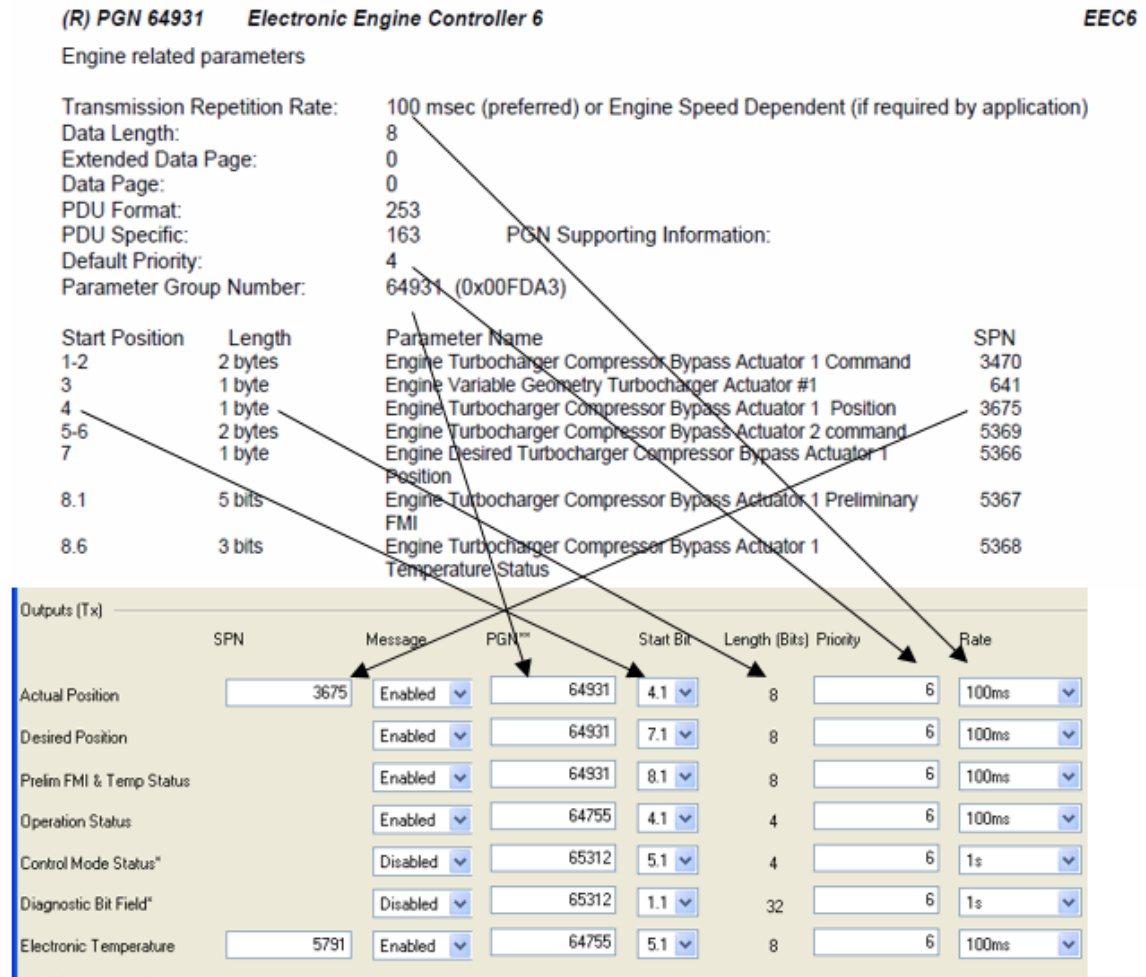 (R) PGN 64931 Electronic Engine Controller 6 EEC6
Engine related parameters
Transmission Repetition Rate: 100 msec (preferred) or Engine Speed Dependent (if required by application)
Data Length: 8
Extended Data Page: 0
Data Page: 0
PDU Format: 253
PDU Specific: 163 PGN Supporting Information:
Default Priority: 4
Parameter Group Number: 64931 (0x00FDA3)
Start Position Length Parameter Name SPN
1-2 2 bytes Engine Turbocharger Compressor Bypass Actuator 1 Command 3470
3 1 byte Engine Variable Geometry Turbocharger Actuator #1 641
4 1 byte Engine Turbocharger Compressor Bypass Actuator 1 Position 3675
5-6 2 bytes Engine Turbocharger Compressor Bypass Actuator 2 command 5369
7 1 byte Engine Desired Turbocharger Compressor Bypass Actuator 1 5366
Position
8.1 5 bits Engine Turbocharger Compressor Bypass Actuator 1 Preliminary 5367
FMI
8.6 3 bits Engine Turbocharger Compressor Bypass Actuator 1 5368
Temperature Status
Outputs (Tx)
SPN Message PGN** Start Bit Length (Bits) Priority Rate
Actual Position 3675 Enabled 64931 4.1 8 6 100ms
Desired Position Enabled 64931 7.1 8 6 100ms
Prelim FMI & Temp Status Enabled 64931 8.1 8 6 100ms
Operation Status Enabled 64755 4.1 4 6 100ms
Control Mode Status* Disabled 65312 5.1 4 6 1s
Diagnostic Bit Field* Disabled 65312 1.1 32 6 1s
Electronic Temperature 5791 Enabled 64755 5.1 8 6 100ms